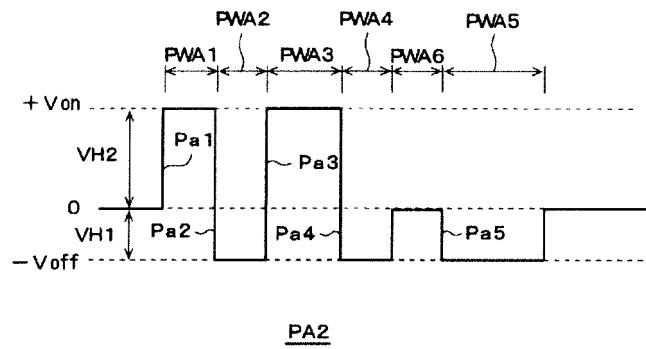 PWA2 PWA4 PWA5
PWA1 PWA3 PWA6
+Von
Pa1 Pa3
VH2
0
VH1 Pa2 Pa4 Pa5
-Voff
PA2